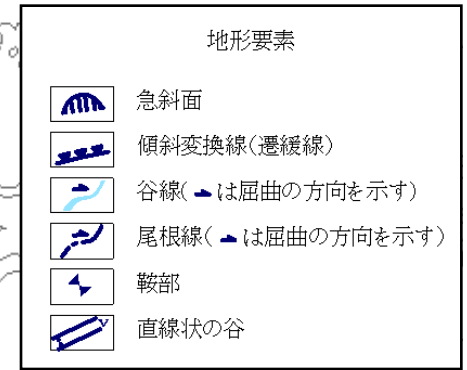 地形要素
急斜面
傾斜変換線(遷緩線)
谷線(は屈曲の方向を示す)
尾根線(は屈曲の方向を示す)
鞍部
直線状の谷